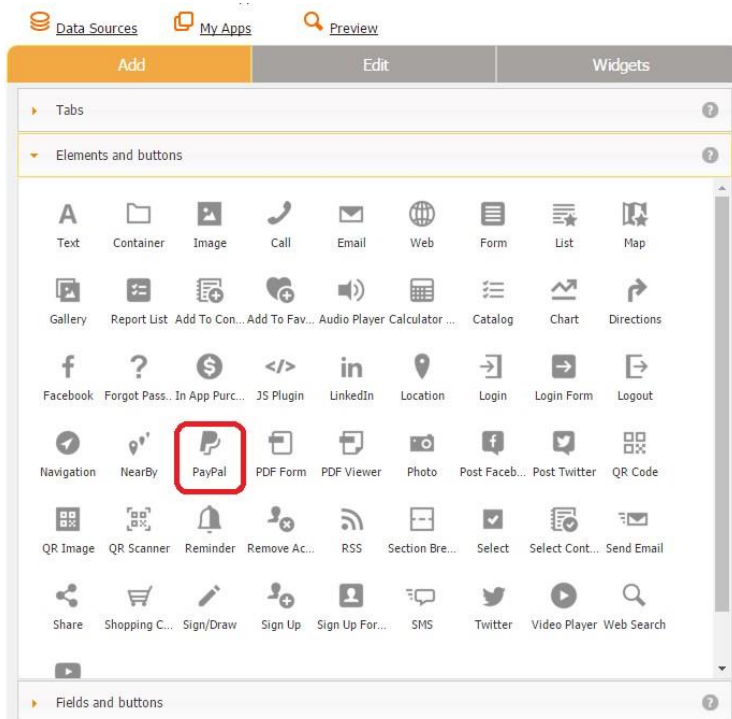 Data Sources My Apps Preview
Add Edit Widgets
Tabs
Elements and buttons
Text Container Image Call Email Web Form List Map
Gallery Report List Add To Con... Add To Fav... Audio Player Calculator ... Catalog Chart Directions
Facebook Forgot Pass.. In App Purc... JS Plugin LinkedIn Location Login Login Form Logout
Navigation NearBy PayPal PDF Form PDF Viewer Photo Post Faceb... Post Twitter QR Code
QR Image QR Scanner Reminder Remove Ac... RSS Section Bre... Select Select Cont... Send Email
Share Shopping C... Sign/Draw Sign Up Sign Up For... SMS Twitter Video Player Web Search
Fields and buttons